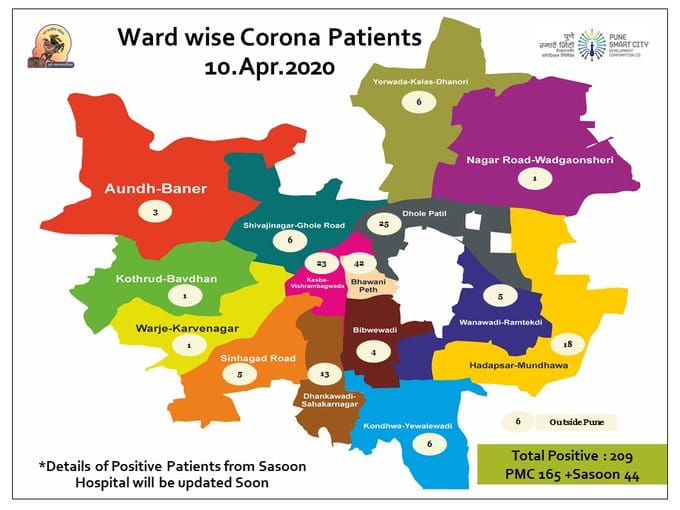 Ward wise Corona Patients
10.Apr.2020
पुणे
PUNE
SMART CITY
DEVELOPMENT
CORPORATION LTD
Yerwada-Kalas-Dhanori
6
Nagar Road-Wadgaonsheri
1
Aundh-Baner
3
Dhole Patil
25
Shivajinagar-Ghole Road
6
23
Kasba-
Vishrambagwada
42
Bhawani
Peth
Kothrud-Bavdhan
1
5
Wanawadi-Ramtekdi
Warje-Karvenagar
1
Bibwewadi
4
18
Hadapsar-Mundhawa
Sinhagad Road
5
13
Dhankawadi-
Sahakarnagar
Kondhwa-Yewalewadi
6
6 Outside Pune
Total Positive : 209
PMC 165 +Sasoon 44
*Details of Positive Patients from Sasoon
Hospital will be updated Soon